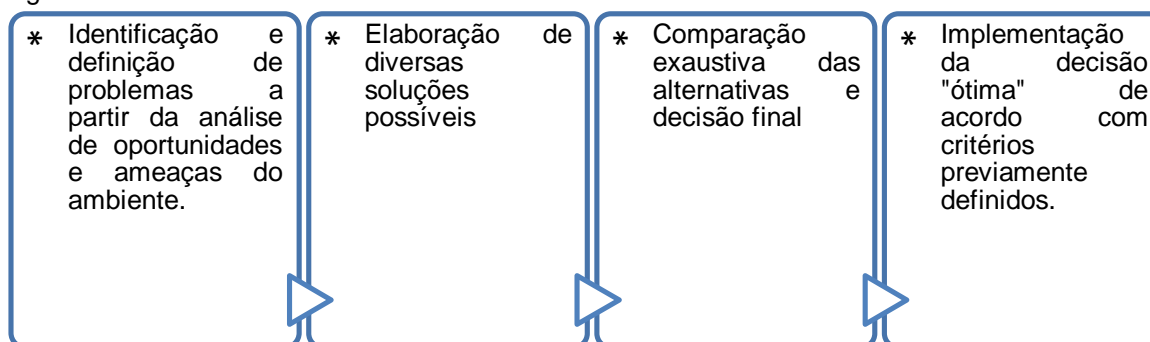 * Identificação e
definição de
problemas a
partir da análise
de oportunidades
e ameaças do
ambiente.
* Elaboração de
diversas
soluções
possíveis
* Comparação
exaustiva das
alternativas e
decisão final
* Implementação
da decisão
"ótima" de
acordo com
critérios
previamente
definidos.